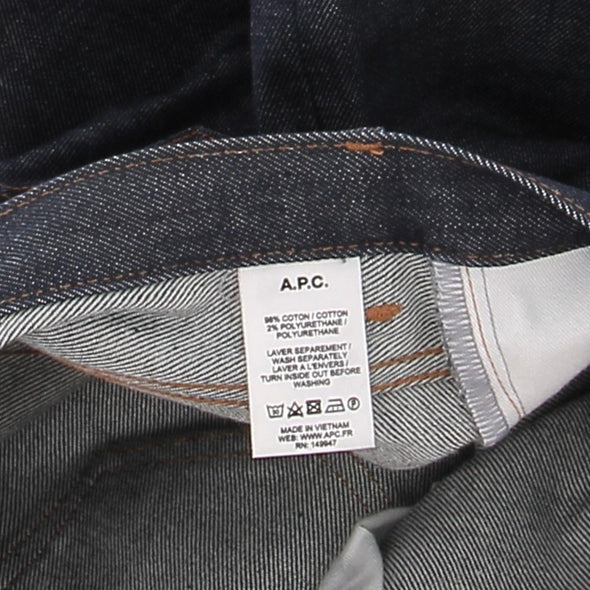 A.P.C.
98% COTON / COTTON
2% POLYURETHANE /
POLYURETHANE
LAVER SEPAREMENT /
WASH SEPARATELY
LAVER A L'ENVERS /
TURN INSIDE OUT BEFORE
WASHING
30
P
MADE IN VIETNAM
WEB: WWW.APC.FR
RN: 149947